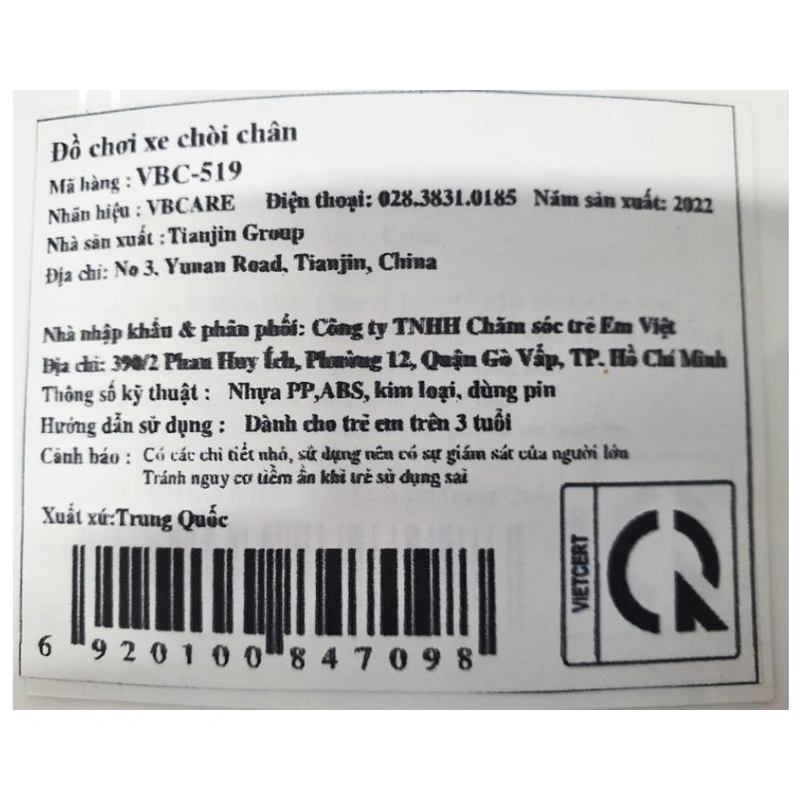 Đồ chơi xe chòi chân
Mã hàng : VBC-519
Nhãn hiệu : VBCARE Điện thoại: 028.3831.0185 Năm sản xuất: 2022
Nhà sản xuất : Tianjin Group
Địa chỉ: No 3, Yunan Road, Tianjin, China
Nhà nhập khẩu & phân phối: Công ty TNHH Chăm sóc trẻ Em Việt
Địa chỉ: 390/2 Phan Huy Ích, Phường 12, Quận Gò Vấp, TP. Hồ Chí Minh
Thông số kỹ thuật : Nhựa PP,ABS, kim loại, dùng pin
Hướng dẫn sử dụng : Dành cho trẻ em trên 3 tuổi
Cảnh báo : Có các chi tiết nhỏ, sử dụng nên có sự giám sát của người lớn
Tránh nguy cơ tiềm ẩn khi trẻ sử dụng sai
Xuất xứ:Trung Quốc
VIETCERT
CR
6 920100 847098